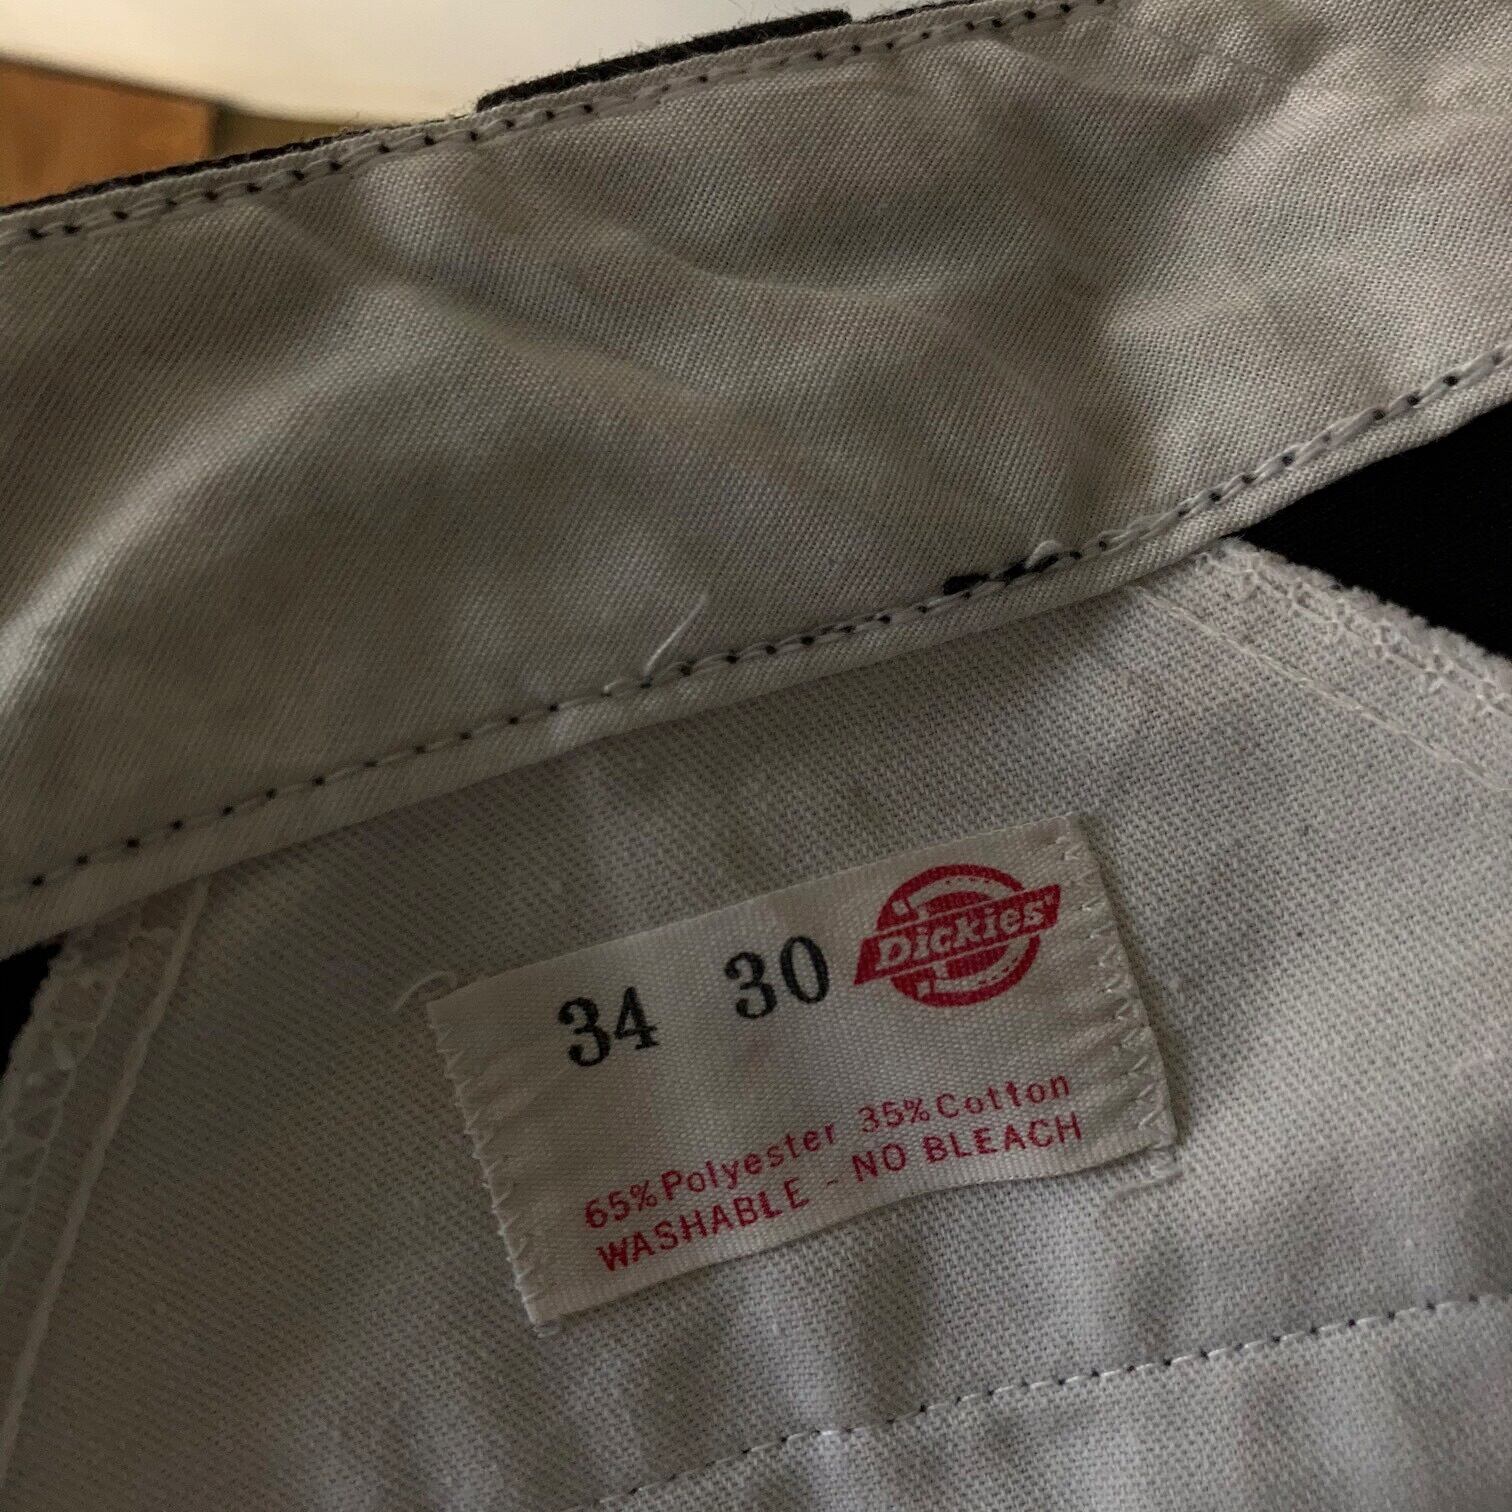 34 30 Dickies
65% Polyester 35% Cotton
WASHABLE - NO BLEACH